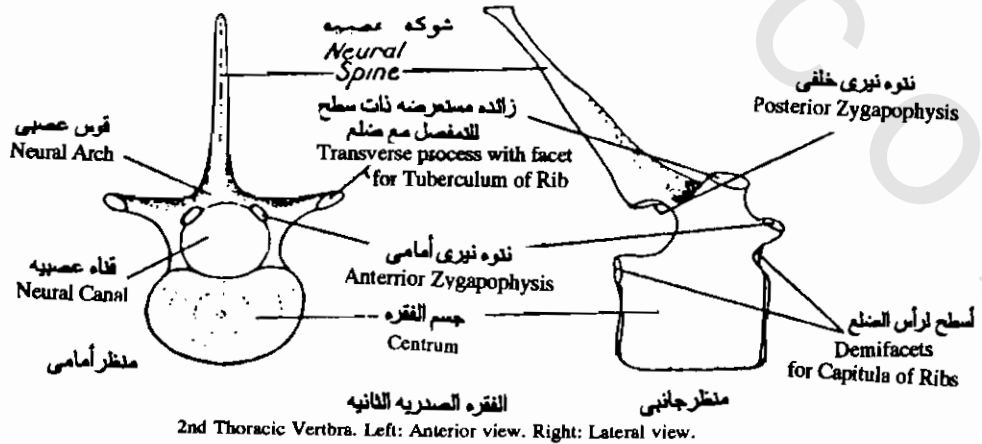 شوكه عصبيه
Neural
Spine
نتوء نيرى خلفى
Posterior Zygapophysis
زائده مستعرضه ذات سطح
للتمفصل مع ضلع
Transverse process with facet
for Tuberculum of Rib
قوس عصبى
Neural Arch
نتوء نيرى أمامى
Anterrior Zygapophysis
قناه عصبيه
Neural Canal
جسم الفقره
Centrum
أسطح لرأس الضلع
Demifacets
for Capitula of Ribs
منظر أمامى
منظر جانبى
الفقره الصدريه الثانيه
2nd Thoracic Vertbra. Left: Anterior view. Right: Lateral view.
C
O